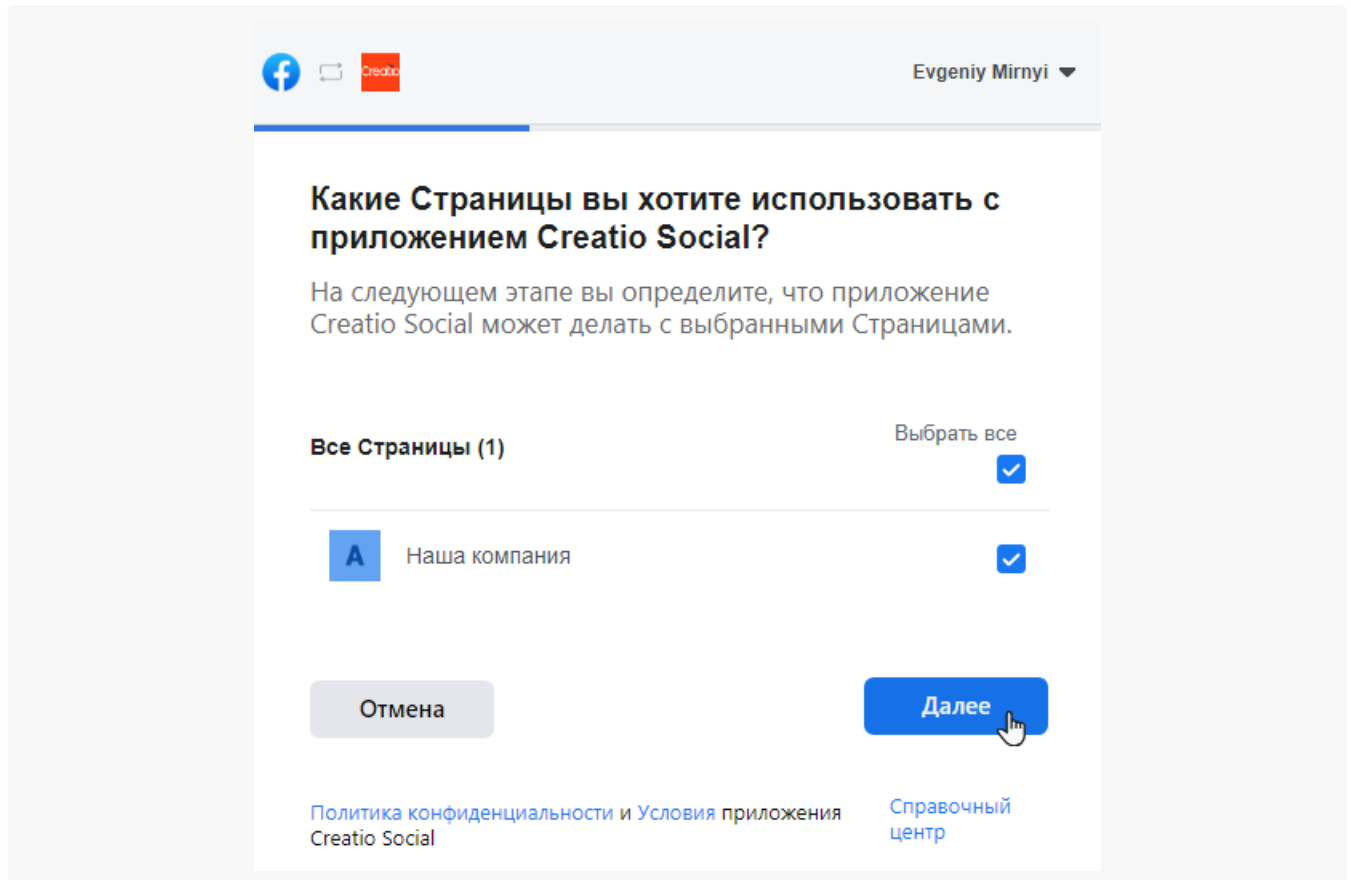 Creatio
Evgeniy Mirnyi
Какие Страницы вы хотите использовать с
приложением Creatio Social?
На следующем этапе вы определите, что приложение
Creatio Social может делать с выбранными Страницами.
Выбрать все
Все Страницы (1)
A
Наша компания
Отмена
Далее
Политика конфиденциальности и Условия приложения
Creatio Social
Справочный
центр